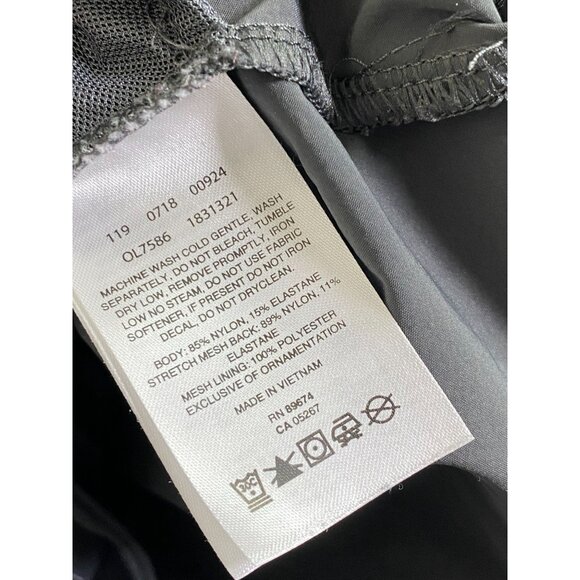 119 0718 00924
OL7586 1831321
MACHINE WASH COLD GENTLE, WASH
SEPARATELY, DO NOT BLEACH, TUMBLE
DRY LOW, REMOVE PROMPTLY, IRON
LOW NO STEAM. DO NOT USE FABRIC
SOFTENER, IF PRESENT DO NOT IRON
DECAL. DO NOT DRYCLEAN.
BODY: 85% NYLON, 15% ELASTANE
STRETCH MESH BACK: 89% NYLON, 11%
ELASTANE
MESH LINING: 100% POLYESTER
EXCLUSIVE OF ORNAMENTATION
MADE IN VIETNAM
RN 89674
CA 05267